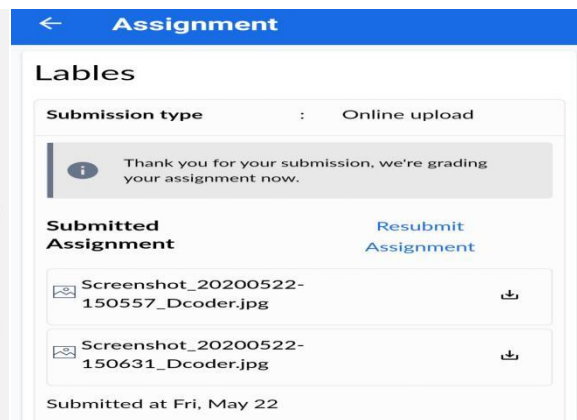 Assignment
Lables
Submission type : Online upload
Thank you for your submission, we're grading
your assignment now.
Submitted
Assignment
Resubmit
Assignment
Screenshot_20200522-
150557_Dcoder.jpg
Screenshot_20200522-
150631_Dcoder.jpg
Submitted at Fri, May 22